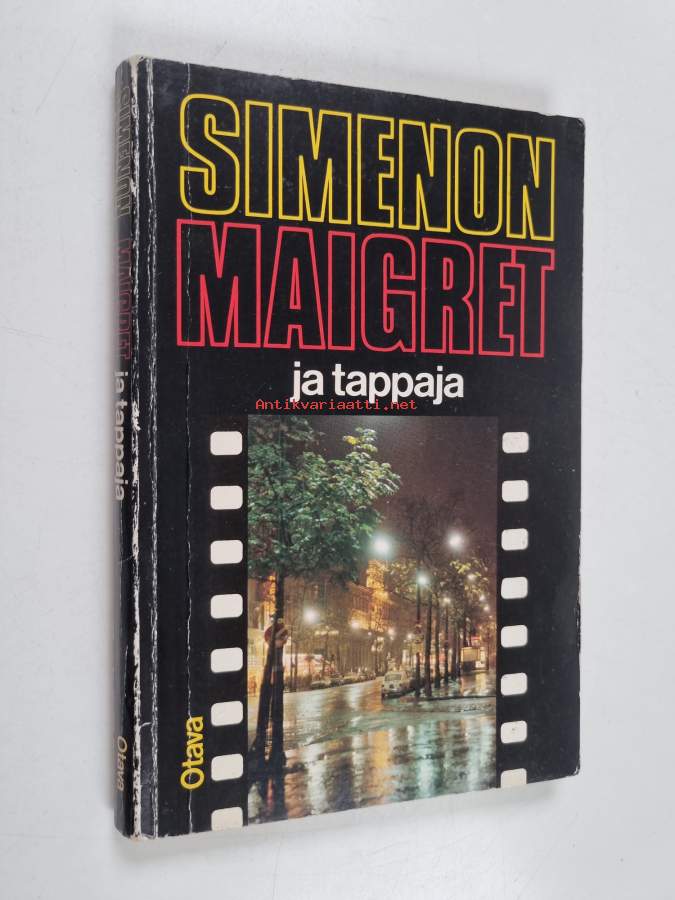 SIMENON
MAIGRET
ja tappaja
Antikvariaatti.net
Otava
SIMENON MAIGRET ja tappaja
Otava